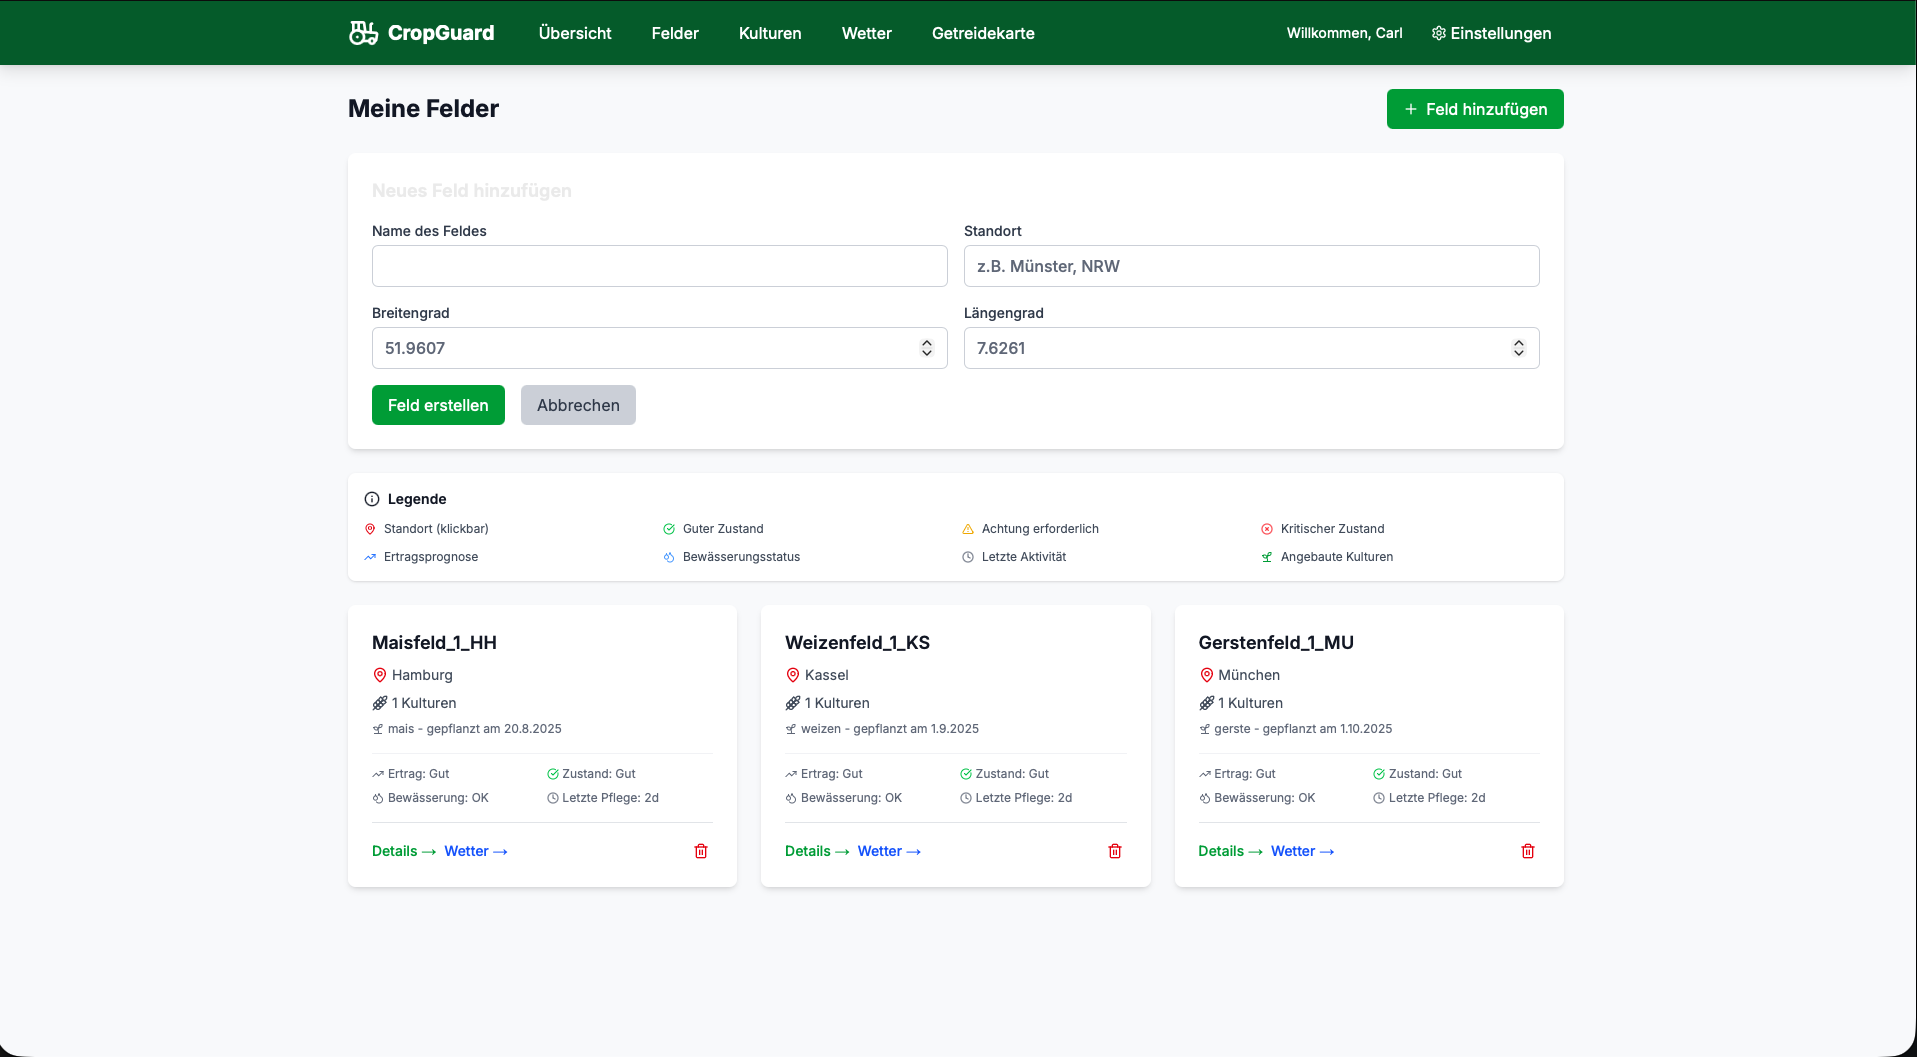 CropGuard Übersicht Felder Kulturen Wetter Getreidekarte Willkommen, Carl Einstellungen
Meine Felder
+ Feld hinzufügen
Neues Feld hinzufügen
Name des Feldes
Standort
z.B. Münster, NRW
Breitengrad
51.9607
Längengrad
7.6261
Feld erstellen Abbrechen
Legende
Standort (klickbar) Guter Zustand Achtung erforderlich Kritischer Zustand
Ertragsprognose Bewässerungsstatus Letzte Aktivität Angebaute Kulturen
Maisfeld_1_HH
Hamburg
1 Kulturen
mais - gepflanzt am 20.8.2025
Ertrag: Gut Zustand: Gut
Bewässerung: OK Letzte Pflege: 2d
Details → Wetter →
Weizenfeld_1_KS
Kassel
1 Kulturen
weizen - gepflanzt am 1.9.2025
Ertrag: Gut Zustand: Gut
Bewässerung: OK Letzte Pflege: 2d
Details → Wetter →
Gerstenfeld_1_MU
München
1 Kulturen
gerste - gepflanzt am 1.10.2025
Ertrag: Gut Zustand: Gut
Bewässerung: OK Letzte Pflege: 2d
Details → Wetter →